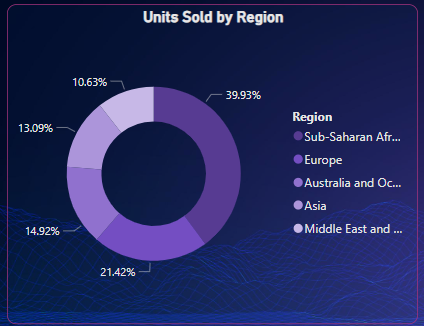 Units Sold by Region
10.63%
39.93%
13.09%
14.92%
21.42%
Region
Sub-Saharan Afr...
Europe
Australia and Oc...
Asia
Middle East and ...